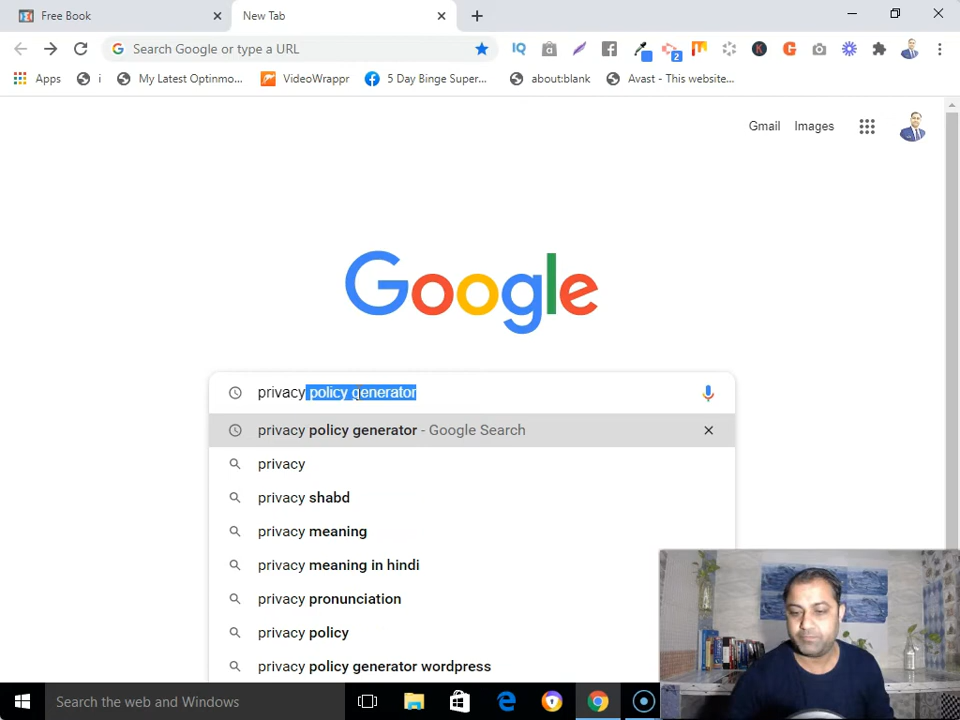 Free Book
New Tab
Search Google or type a URL
Apps
i
My Latest Optinmo...
VideoWrappr
5 Day Binge Super...
about:blank
Avast - This website...
Gmail
Images
Google
privacy policy generator
privacy policy generator - Google Search
privacy
privacy shabd
privacy meaning
privacy meaning in hindi
privacy pronunciation
privacy policy
privacy policy generator wordpress
Search the web and Windows